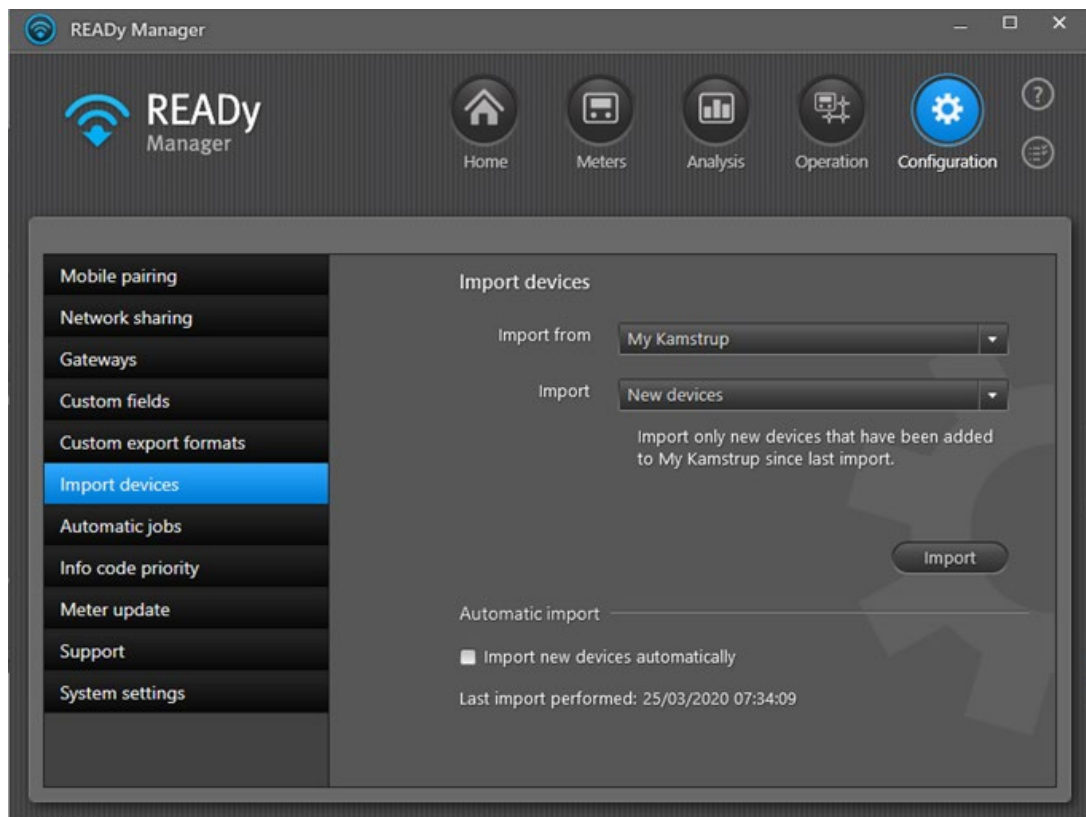 READy Manager
READy
Manager
Home
Meters
Analysis
Operation
Configuration
?
Mobile pairing
Network sharing
Gateways
Custom fields
Custom export formats
Import devices
Automatic jobs
Info code priority
Meter update
Support
System settings
Import devices
Import from
My Kamstrup
Import
New devices
Import only new devices that have been added
to My Kamstrup since last import.
Import
Automatic import
Import new devices automatically
Last import performed: 25/03/2020 07:34:09